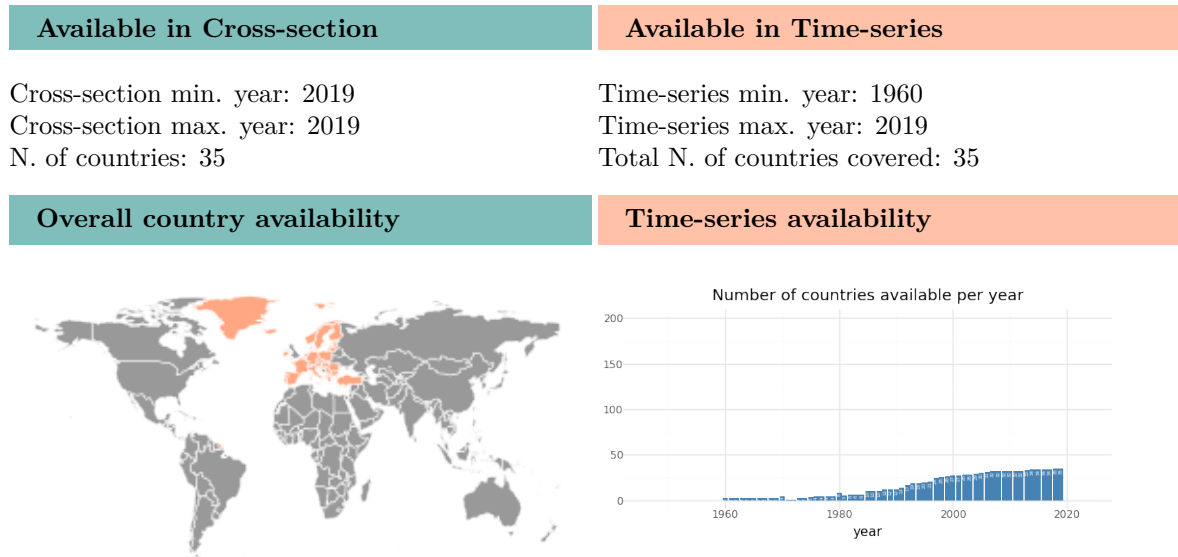 Available in Cross-section
Available in Time-series
Cross-section min. year: 2019
Cross-section max. year: 2019
N. of countries: 35
Time-series min. year: 1960
Time-series max. year: 2019
Total N. of countries covered: 35
Overall country availability
Time-series availability
Number of countries available per year
200
150
100
50
0
1960
1980
2000
2020
year